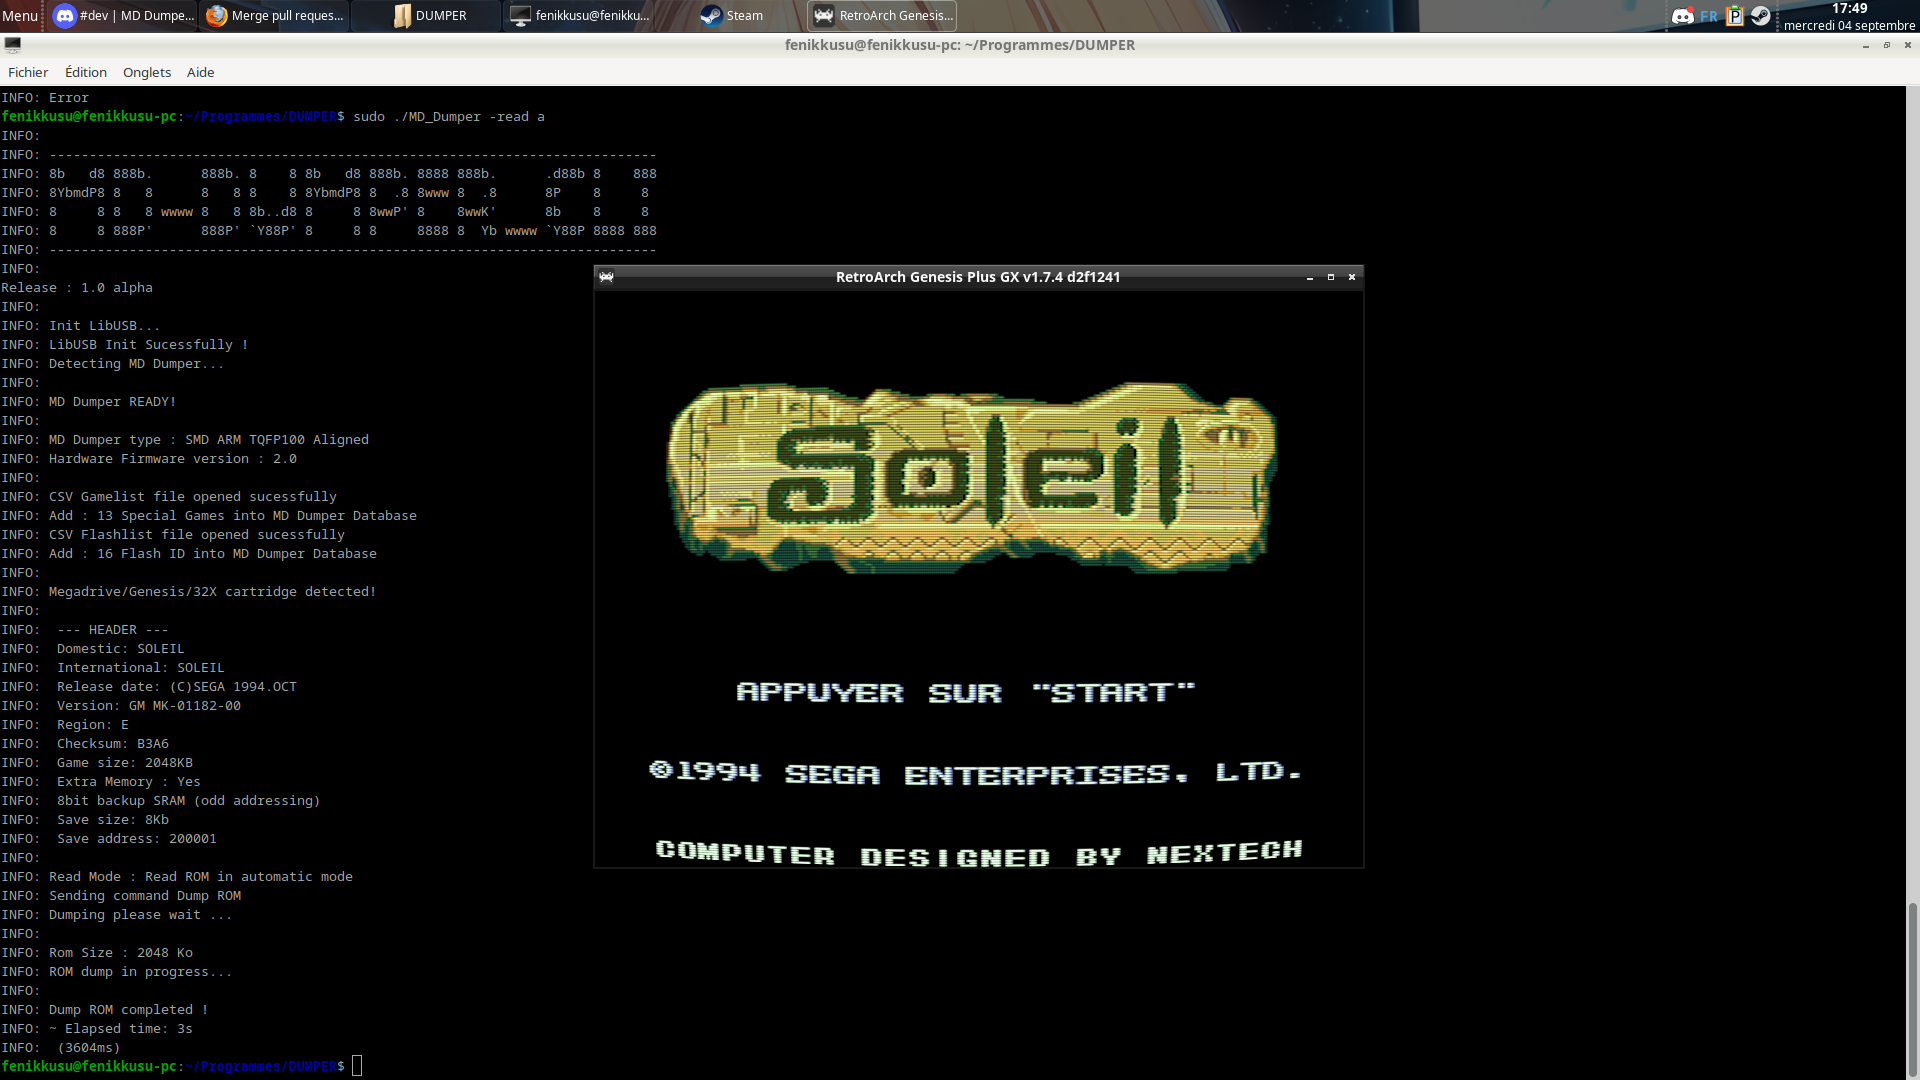 Menu
#dev | MD Dumpe...
Merge pull reques...
DUMPER
fenikkusu@fenikku...
Steam
RetroArch Genesis...
FR
17:49
mercredi 04 septembre
fenikkusu@fenikkusu-pc: ~/Programmes/DUMPER
Fichier Édition Onglets Aide
INFO: Error
fenikkusu@fenikkusu-pc:~/Programmes/DUMPER$ sudo ./MD_Dumper -read a
INFO:
INFO: ----------------------------------------------------------------------------
INFO: 8b   d8 888b.      888b. 8    8 8b   d8 888b. 8888 888b.      .d88b 8    888
INFO: 8YbmdP8 8   8      8   8 8    8 8YbmdP8 8  .8 8www 8  .8      8P    8     8
INFO: 8     8 8   8 wwww 8   8 8b..d8 8     8 8wwP' 8    8wwK'      8b    8     8
INFO: 8     8 888P'      888P' `Y88P' 8     8 8     8888 8  Yb wwww `Y88P 8888 888
INFO: ----------------------------------------------------------------------------
INFO:
Release : 1.0 alpha
INFO:
INFO: Init LibUSB...
INFO: LibUSB Init Sucessfully !
INFO: Detecting MD Dumper...
INFO:
INFO: MD Dumper READY!
INFO:
INFO: MD Dumper type : SMD ARM TQFP100 Aligned
INFO: Hardware Firmware version : 2.0
INFO:
INFO: CSV Gamelist file opened sucessfully
INFO: Add : 13 Special Games into MD Dumper Database
INFO: CSV Flashlist file opened sucessfully
INFO: Add : 16 Flash ID into MD Dumper Database
INFO:
INFO: Megadrive/Genesis/32X cartridge detected!
INFO:
INFO:  --- HEADER ---
INFO:  Domestic: SOLEIL
INFO:  International: SOLEIL
INFO:  Release date: (C)SEGA 1994.OCT
INFO:  Version: GM MK-01182-00
INFO:  Region: E
INFO:  Checksum: B3A6
INFO:  Game size: 2048KB
INFO:  Extra Memory : Yes
INFO:  8bit backup SRAM (odd addressing)
INFO:  Save size: 8Kb
INFO:  Save address: 200001
INFO:
INFO: Read Mode : Read ROM in automatic mode
INFO: Sending command Dump ROM
INFO: Dumping please wait ...
INFO:
INFO: Rom Size : 2048 Ko
INFO: ROM dump in progress...
INFO:
INFO: Dump ROM completed !
INFO: ~ Elapsed time: 3s
INFO:  (3604ms)
fenikkusu@fenikkusu-pc:~/Programmes/DUMPER$
RetroArch Genesis Plus GX v1.7.4 d2f1241
Soleil
APPUYER SUR "START"
©1994 SEGA ENTERPRISES. LTD.
COMPUTER DESIGNED BY NEXTECH